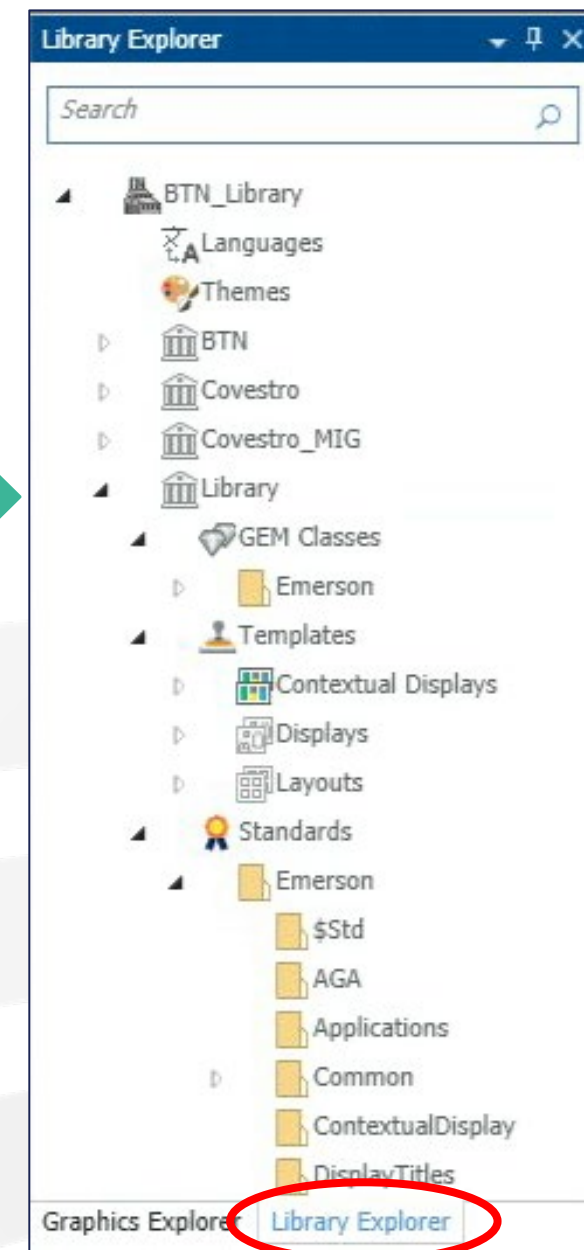 Library Explorer
Search
BTN_Library
Languages
Themes
BTN
Covestro
Covestro_MIG
Library
GEM Classes
Emerson
Templates
Contextual Displays
Displays
Layouts
Standards
Emerson
$Std
AGA
Applications
Common
ContextualDisplay
DisplayTitles
Graphics Explorer Library Explorer